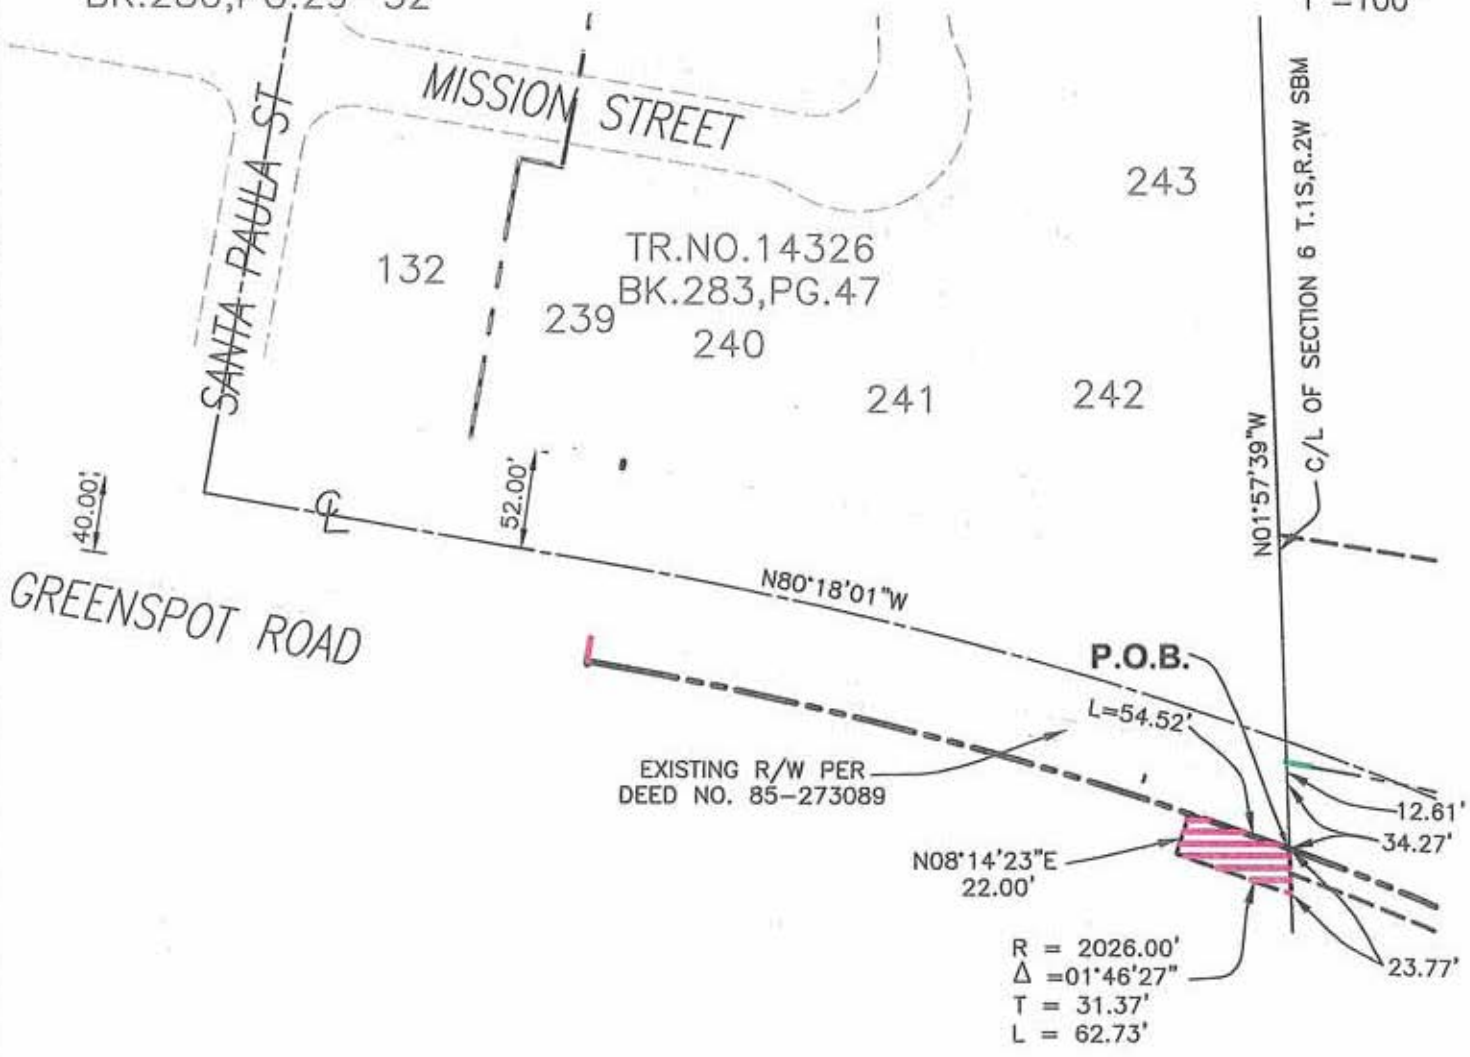 MISSION STREET
SANTA PAULA ST
243
C/L OF SECTION 6 T.1S,R.2W SBM
TR.NO.14326
BK.283,PG.47
132
239
240
241
242
N01°57'39"W
40.00'
52.00'
CL
GREENSPOT ROAD
N80°18'01"W
P.O.B.
L=54.52'
EXISTING R/W PER
DEED NO. 85-273089
12.61'
34.27'
N08°14'23"E
22.00'
23.77'
R = 2026.00'
Δ =01°46'27"
T = 31.37'
L = 62.73'